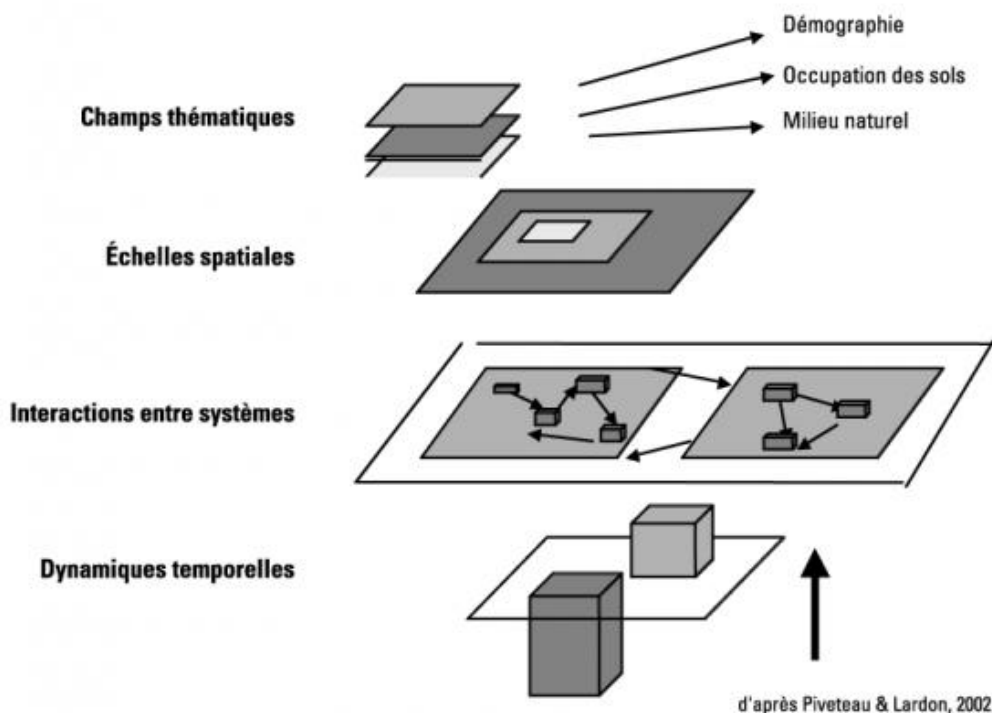 Démographie
Occupation des sols
Champs thématiques
Milieu naturel
Échelles spatiales
Interactions entre systèmes
Dynamiques temporelles
d'après Piveteau & Lardon, 2002